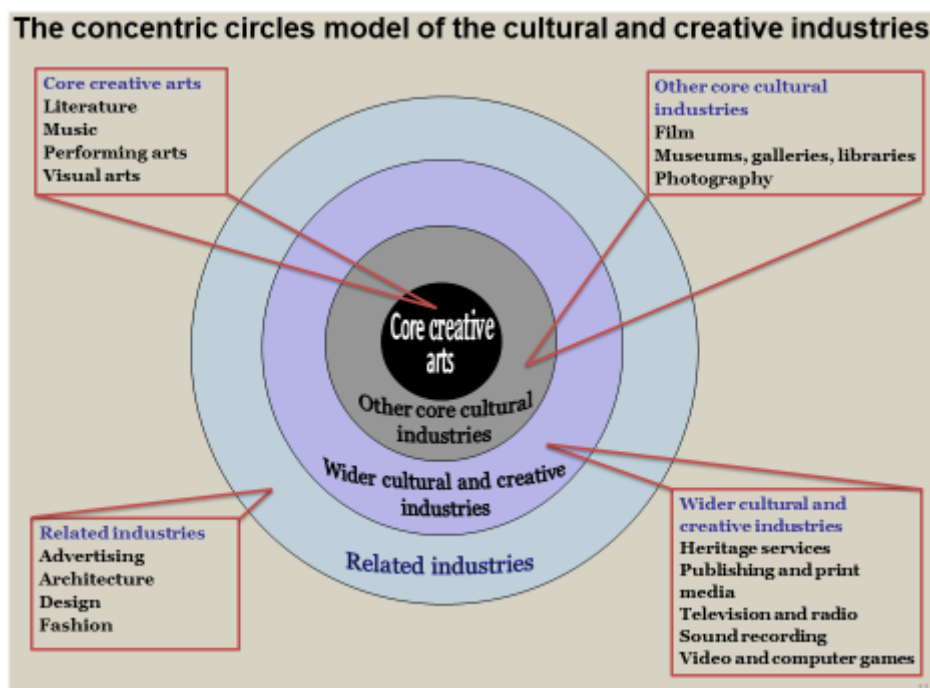 The concentric circles model of the cultural and creative industries
Core creative arts
Literature
Music
Performing arts
Visual arts
Other core cultural
industries
Film
Museums, galleries, libraries
Photography
Core creative
arts
Other core cultural
industries
Wider cultural and creative
industries
Related industries
Related industries
Advertising
Architecture
Design
Fashion
Wider cultural and
creative industries
Heritage services
Publishing and print
media
Television and radio
Sound recording
Video and computer games